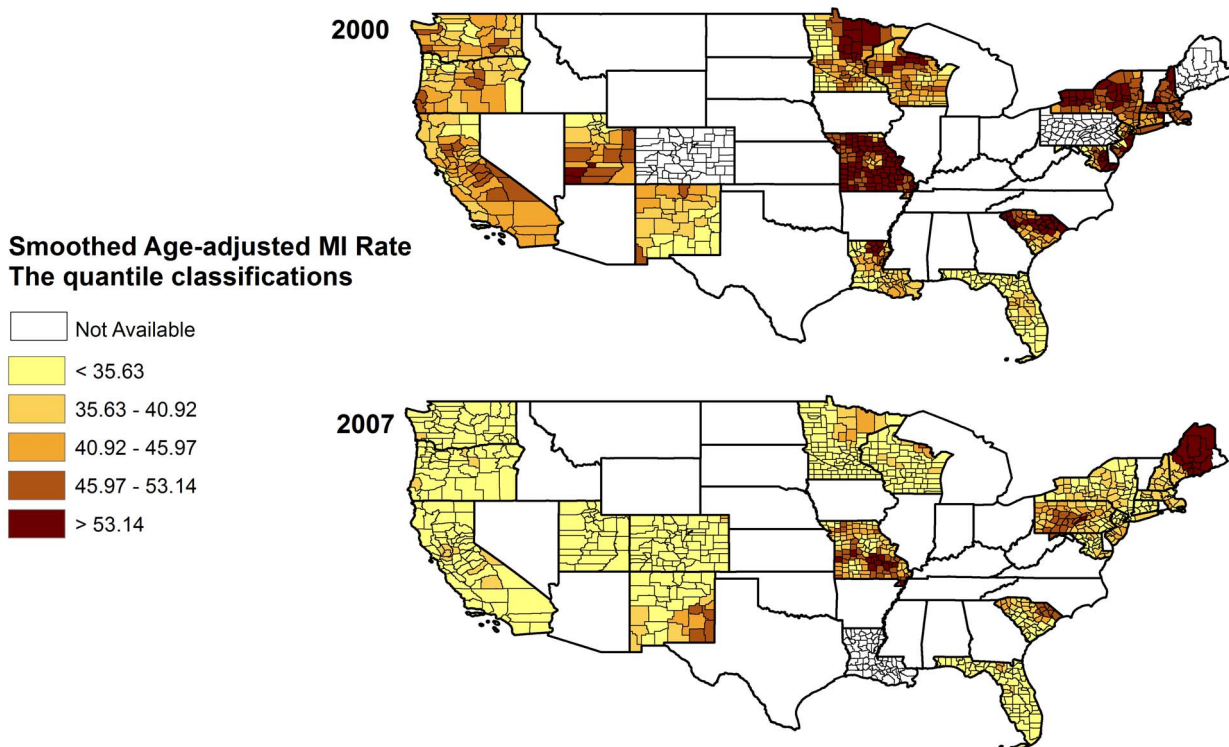 2000
Smoothed Age-adjusted MI Rate
The quantile classifications
Not Available
< 35.63
35.63 - 40.92
40.92 - 45.97
45.97 - 53.14
> 53.14
2007